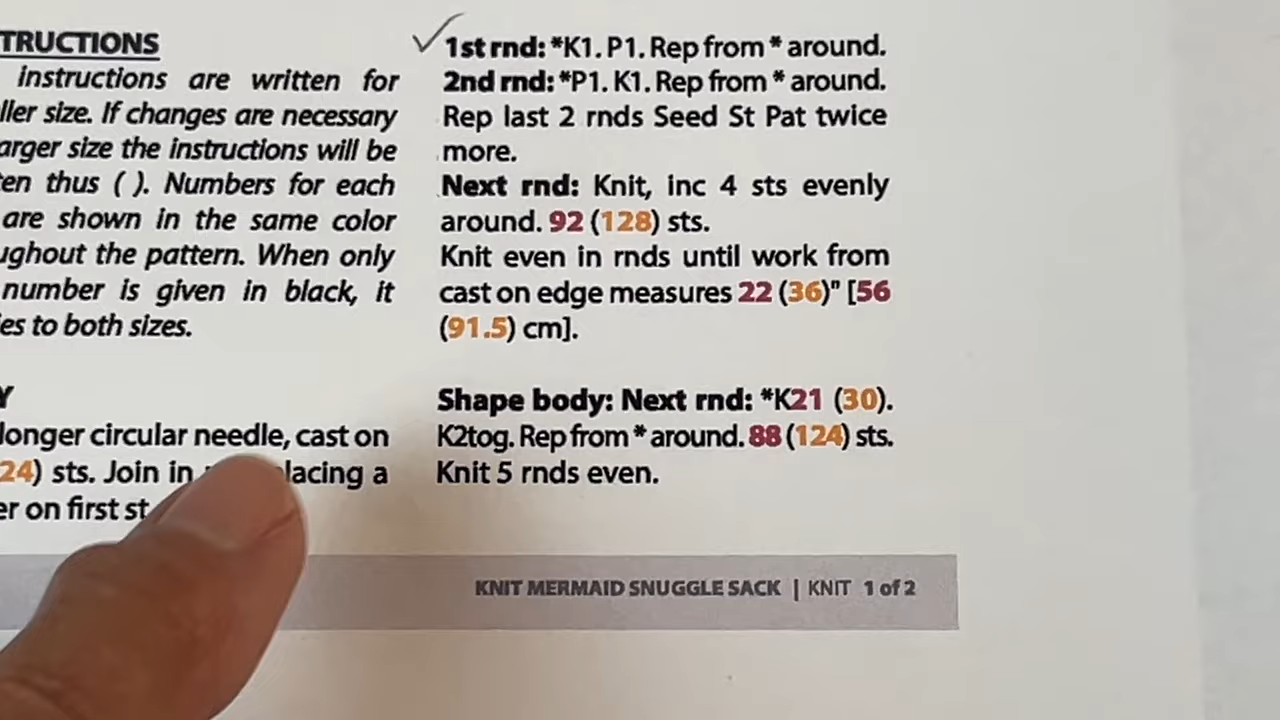 TRUCTIONS
instructions are written for
ller size. If changes are necessary
arger size the instructions will be
en thus ( ). Numbers for each
are shown in the same color
ughout the pattern. When only
number is given in black, it
ies to both sizes.
Y
longer circular needle, cast on
24) sts. Join in lacing a
er on first st
1st rnd: *K1. P1. Rep from * around.
2nd rnd: *P1. K1. Rep from * around.
Rep last 2 rnds Seed St Pat twice
more.
Next rnd: Knit, inc 4 sts evenly
around. 92 (128) sts.
Knit even in rnds until work from
cast on edge measures 22 (36)" [56
(91.5) cm].
Shape body: Next rnd: *K21 (30).
K2tog. Rep from * around. 88 (124) sts.
Knit 5 rnds even.
KNIT MERMAID SNUGGLE SACK | KNIT 1 of 2